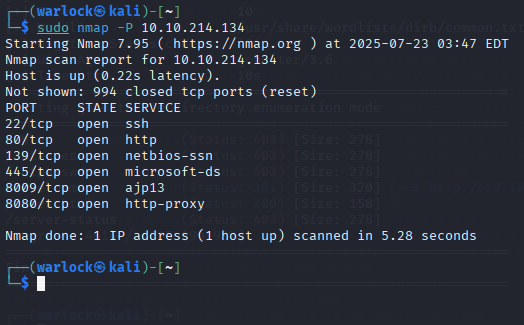 ┌──(warlock㉿kali)-[~]
└─$ sudo nmap -P 10.10.214.134
Starting Nmap 7.95 ( https://nmap.org ) at 2025-07-23 03:47 EDT
Nmap scan report for 10.10.214.134
Host is up (0.22s latency).
Not shown: 994 closed tcp ports (reset)
PORT     STATE SERVICE
22/tcp   open  ssh
80/tcp   open  http
139/tcp  open  netbios-ssn
445/tcp  open  microsoft-ds
8009/tcp open  ajp13
8080/tcp open  http-proxy
Nmap done: 1 IP address (1 host up) scanned in 5.28 seconds
┌──(warlock㉿kali)-[~]
└─$